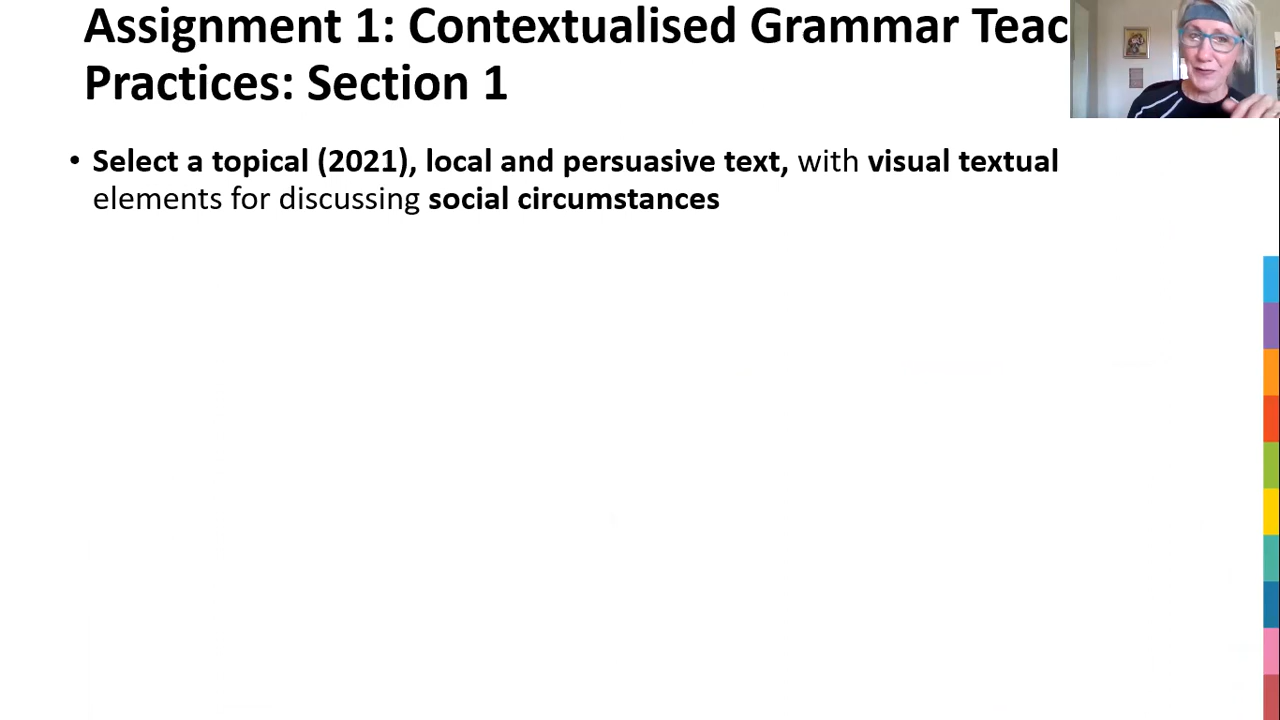 Assignment 1: Contextualised Grammar Teac
Practices: Section 1
• Select a topical (2021), local and persuasive text, with visual textual
elements for discussing social circumstances